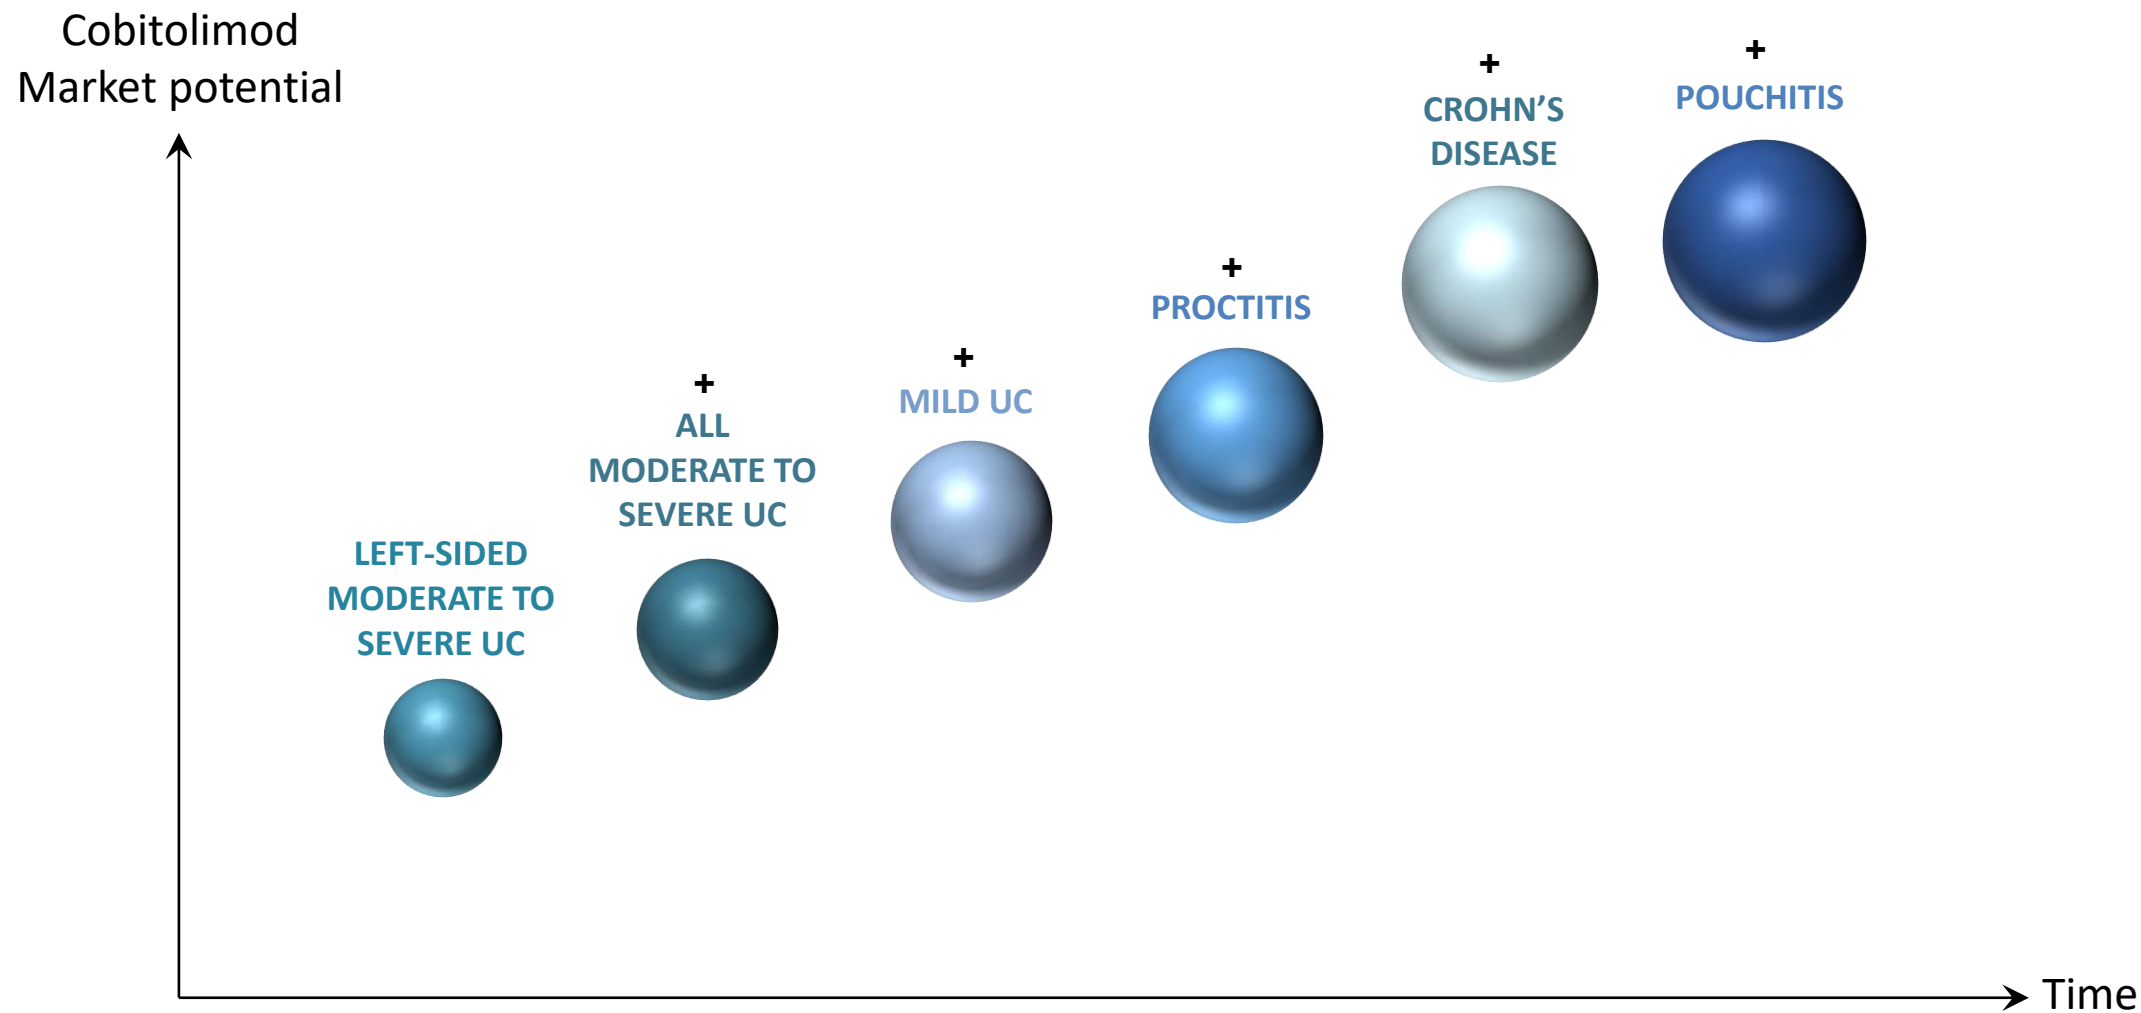 Cobitolimod
Market potential
LEFT-SIDED
MODERATE TO
SEVERE UC
+
ALL
MODERATE TO
SEVERE UC
+
MILD UC
+
PROCTITIS
+
CROHN’S
DISEASE
+
POUCHITIS
Time